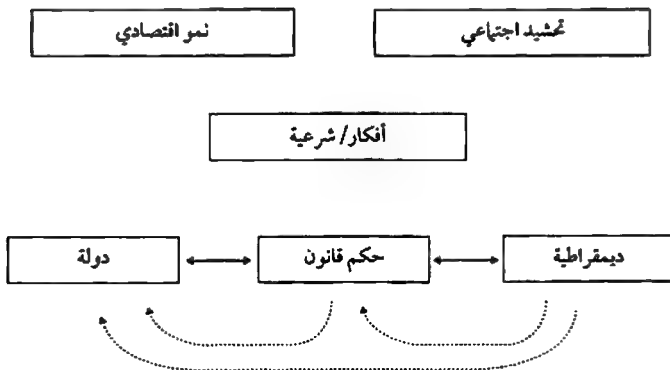 تحشيد اجتماعي
نمو اقتصادي
أفكار/ شرعية
ديمقراطية
حكم قانون
دولة